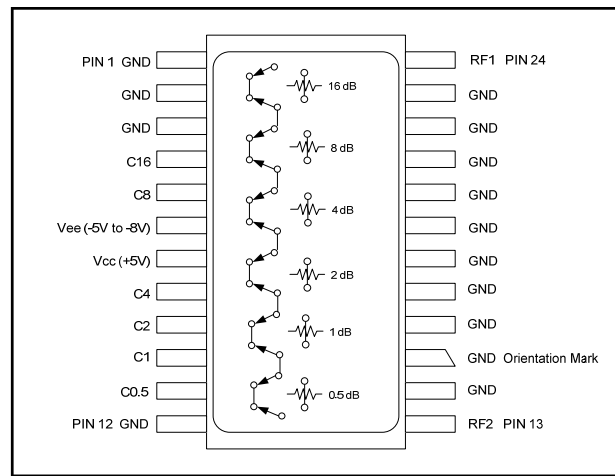 PIN 1 GND
GND
GND
C16
C8
Vee (-5V to -8V)
Vcc (+5V)
C4
C2
C1
C0.5
PIN 12 GND
16 dB
8 dB
4 dB
2 dB
1 dB
0.5 dB
RF1 PIN 24
GND
GND
GND
GND
GND
GND
GND
GND
GND Orientation Mark
GND
RF2 PIN 13